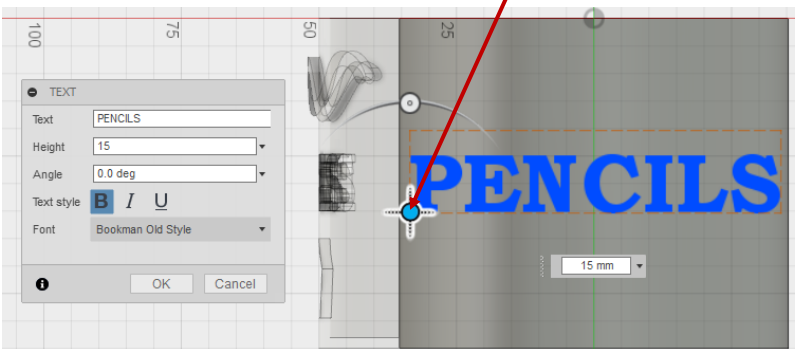 100
75
50
25
TEXT
Text PENCILS
Height 15
Angle 0.0 deg
Text style B I U
Font Bookman Old Style
OK Cancel
PENCILS
15 mm